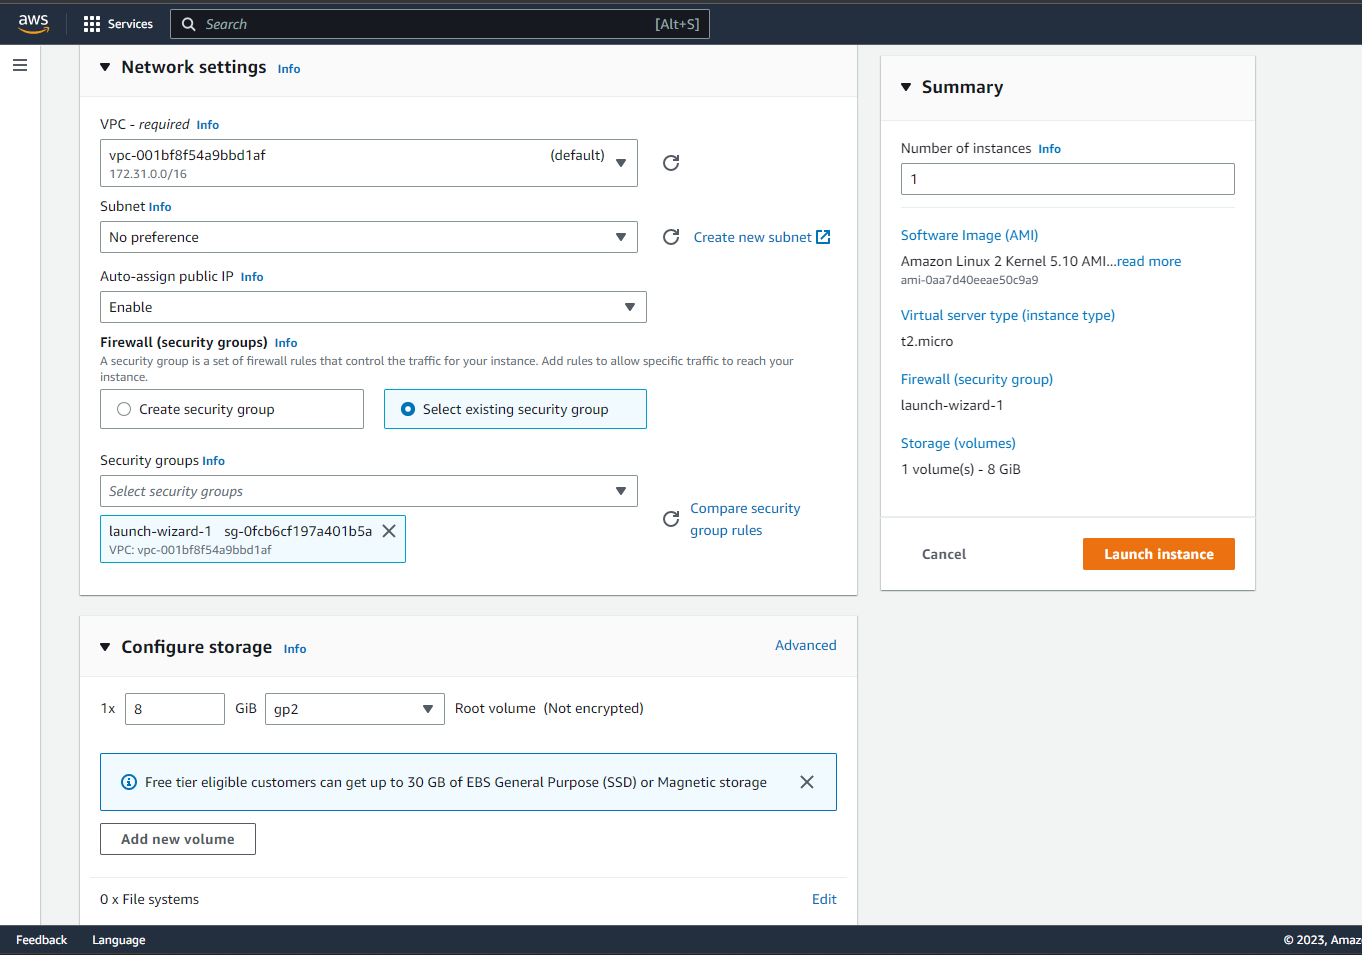 aws
Services
Search [Alt+S]
Network settings Info
VPC - required Info
vpc-001bf8f54a9bbd1af (default)
172.31.0.0/16
Subnet Info
No preference
Create new subnet
Auto-assign public IP Info
Enable
Firewall (security groups) Info
A security group is a set of firewall rules that control the traffic for your instance. Add rules to allow specific traffic to reach your
instance.
Create security group
Select existing security group
Security groups Info
Select security groups
launch-wizard-1 sg-0fcb6cf197a401b5a
VPC: vpc-001bf8f54a9bbd1af
Compare security
group rules
Configure storage Info
Advanced
1x 8 GiB gp2 Root volume (Not encrypted)
Free tier eligible customers can get up to 30 GB of EBS General Purpose (SSD) or Magnetic storage
Add new volume
0 x File systems Edit
Summary
Number of instances Info
1
Software Image (AMI)
Amazon Linux 2 Kernel 5.10 AMI...read more
ami-0aa7d40eeae50c9a9
Virtual server type (instance type)
t2.micro
Firewall (security group)
launch-wizard-1
Storage (volumes)
1 volume(s) - 8 GiB
Cancel
Launch instance
Feedback Language
© 2023, Amaz